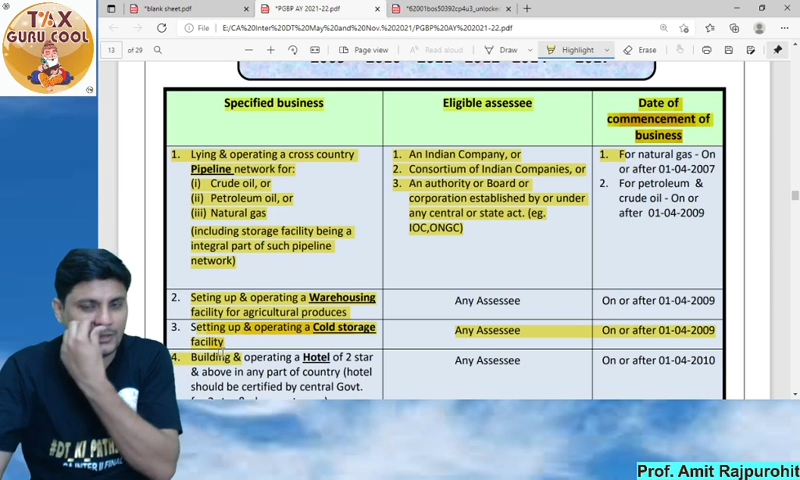 TAX
GURU COOL
*blank sheet.pdf
*PGBP AY 2021-22.pdf
*62001bos50392cp4u3_unlocke
E:/CA%20Inter%20DT%20May%20and%20Nov.%202021/PGBP%20AY%202021-22.pdf
13 of 29
Page view
Read aloud
Draw
Highlight
Erase
Specified business
Eligible assessee
Date of
commencement of
business
1. Lying & operating a cross country
Pipeline network for:
(i) Crude oil, or
(ii) Petroleum oil, or
(iii) Natural gas
(including storage facility being a
integral part of such pipeline
network)
1. An Indian Company, or
2. Consortium of Indian Companies, or
3. An authority or Board or
corporation established by or under
any central or state act. (eg.
IOC,ONGC)
1. For natural gas - On
or after 01-04-2007
2. For petroleum &
crude oil - On or
after 01-04-2009
2. Seting up & operating a Warehousing
facility for agricultural produces
Any Assessee
On or after 01-04-2009
3. Setting up & operating a Cold storage
facility
Any Assessee
On or after 01-04-2009
4. Building & operating a Hotel of 2 star
& above in any part of country (hotel
should be certified by central Govt.
Any Assessee
On or after 01-04-2010
#DT_KI_PATH
CA INTER II FINAL
Prof. Amit Rajpurohit